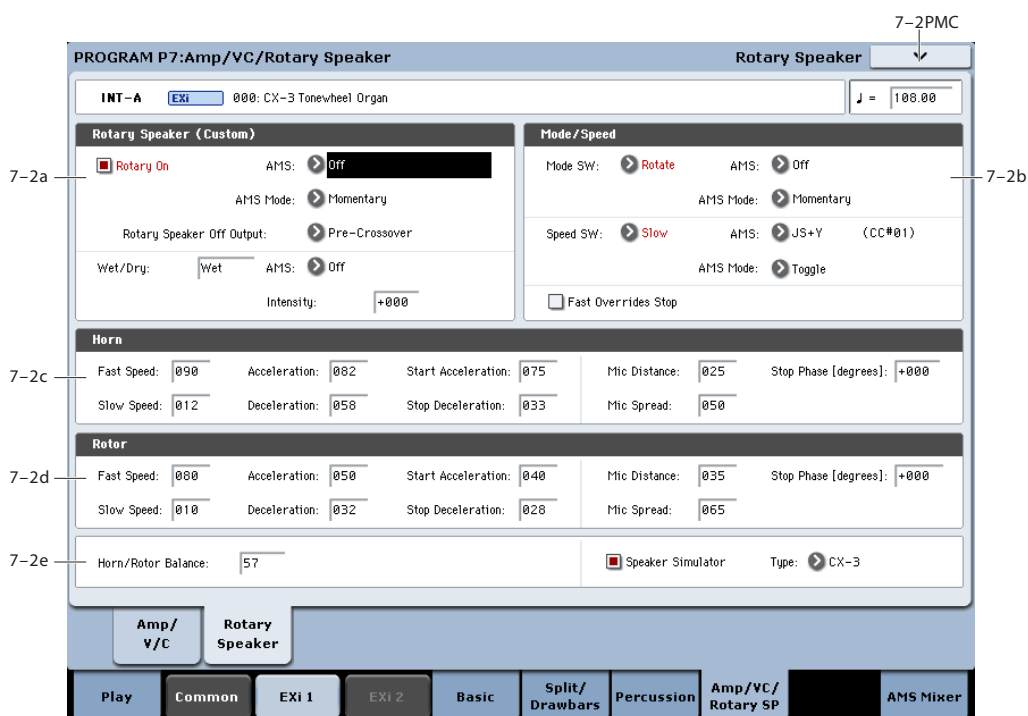 7-2PMC
PROGRAM P7:Amp/VC/Rotary Speaker Rotary Speaker
INT-A EXi 000: CX-3 Tonewheel Organ ♩ = 108.00
Rotary Speaker (Custom)
7-2a
Rotary On AMS: Off
AMS Mode: Momentary
Rotary Speaker Off Output: Pre-Crossover
Wet/Dry: Wet AMS: Off
Intensity: +000
Mode/Speed
7-2b
Mode SW: Rotate AMS: Off
AMS Mode: Momentary
Speed SW: Slow AMS: JS+Y (CC#01)
AMS Mode: Toggle
Fast Overrides Stop
Horn
7-2c
Fast Speed: 090 Acceleration: 082 Start Acceleration: 075 Mic Distance: 025 Stop Phase [degrees]: +000
Slow Speed: 012 Deceleration: 058 Stop Deceleration: 033 Mic Spread: 050
Rotor
7-2d
Fast Speed: 080 Acceleration: 050 Start Acceleration: 040 Mic Distance: 035 Stop Phase [degrees]: +000
Slow Speed: 010 Deceleration: 032 Stop Deceleration: 028 Mic Spread: 065
7-2e
Horn/Rotor Balance: 57 Speaker Simulator Type: CX-3
Amp/
V/C
Rotary
Speaker
Play
Common
EXi 1
EXi 2
Basic
Split/
Drawbars
Percussion
Amp/VC/
Rotary SP
AMS Mixer